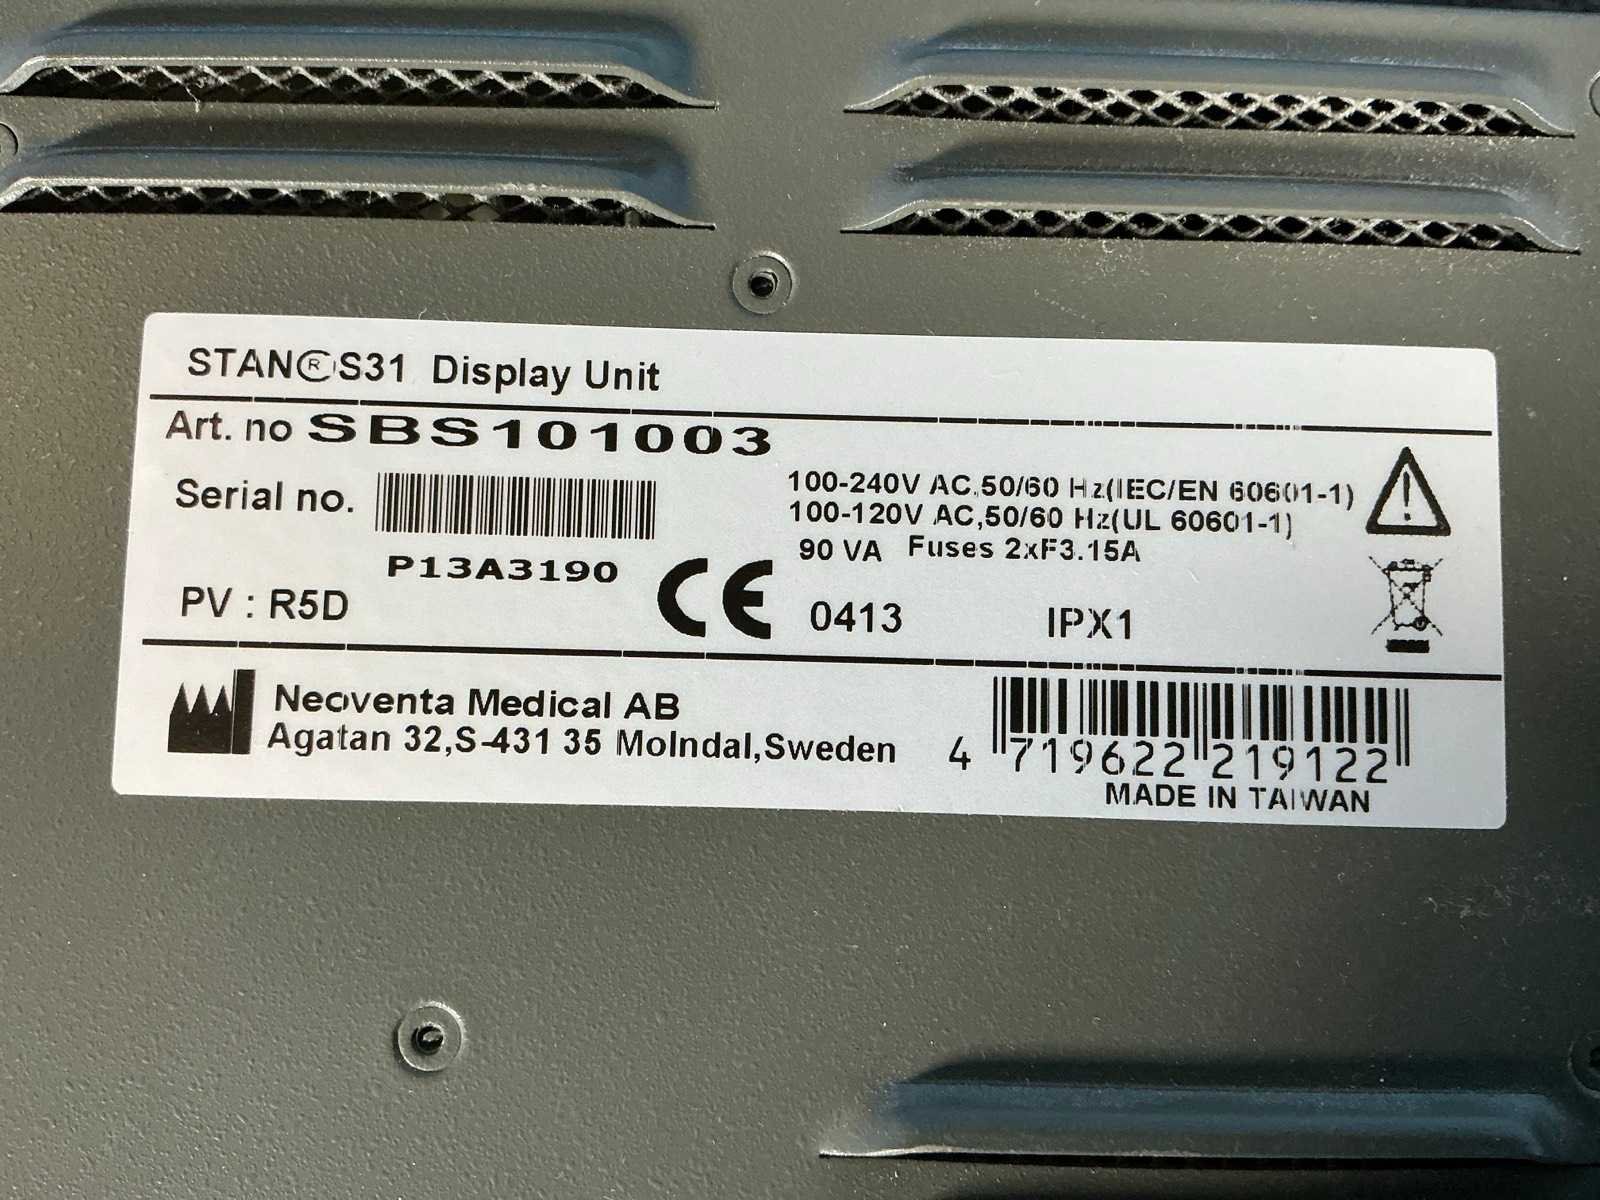 STAN®S31 Display Unit
Art. no SBS101003
Serial no.
P13A3190
100-240V AC,50/60 Hz(IEC/EN 60601-1)
100-120V AC,50/60 Hz(UL 60601-1)
90 VA Fuses 2xF3.15A
PV : R5D
CE 0413 IPX1
Neoventa Medical AB
Agatan 32,S-431 35 Molndal,Sweden
4 719622 219122
MADE IN TAIWAN